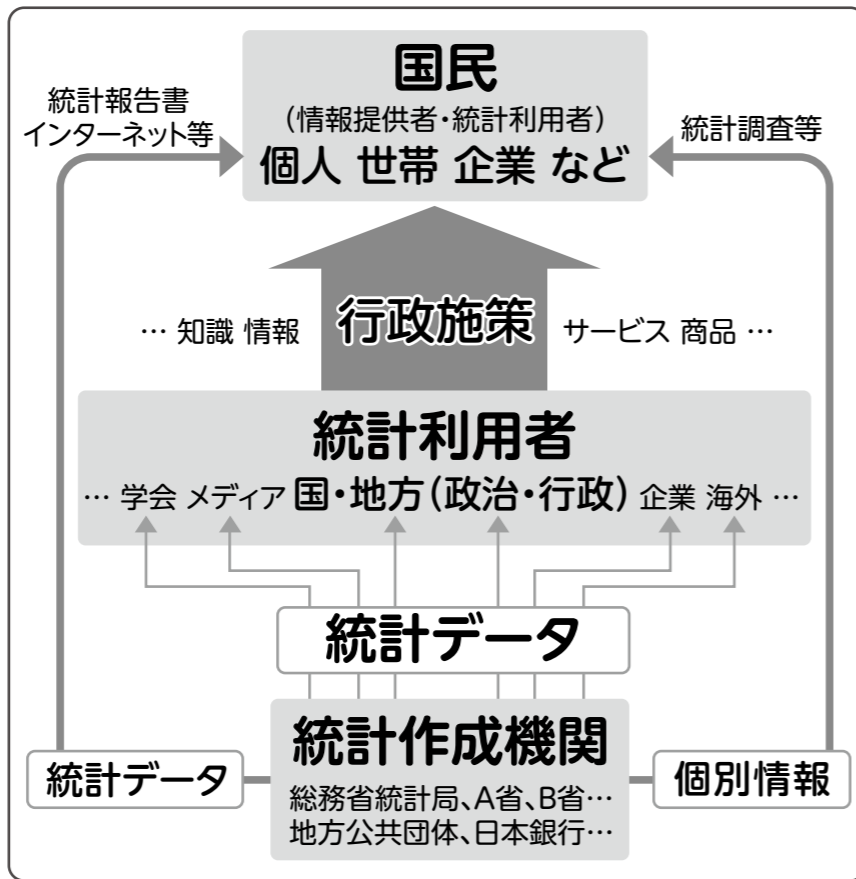 国民
(情報提供者・統計利用者)
個人 世帯 企業 など
統計報告書
インターネット等
統計調査等
… 知識 情報
行政施策
サービス 商品 …
統計利用者
… 学会 メディア 国・地方(政治・行政) 企業 海外 …
統計データ
統計作成機関
総務省統計局、A省、B省…
地方公共団体、日本銀行…
統計データ
個別情報